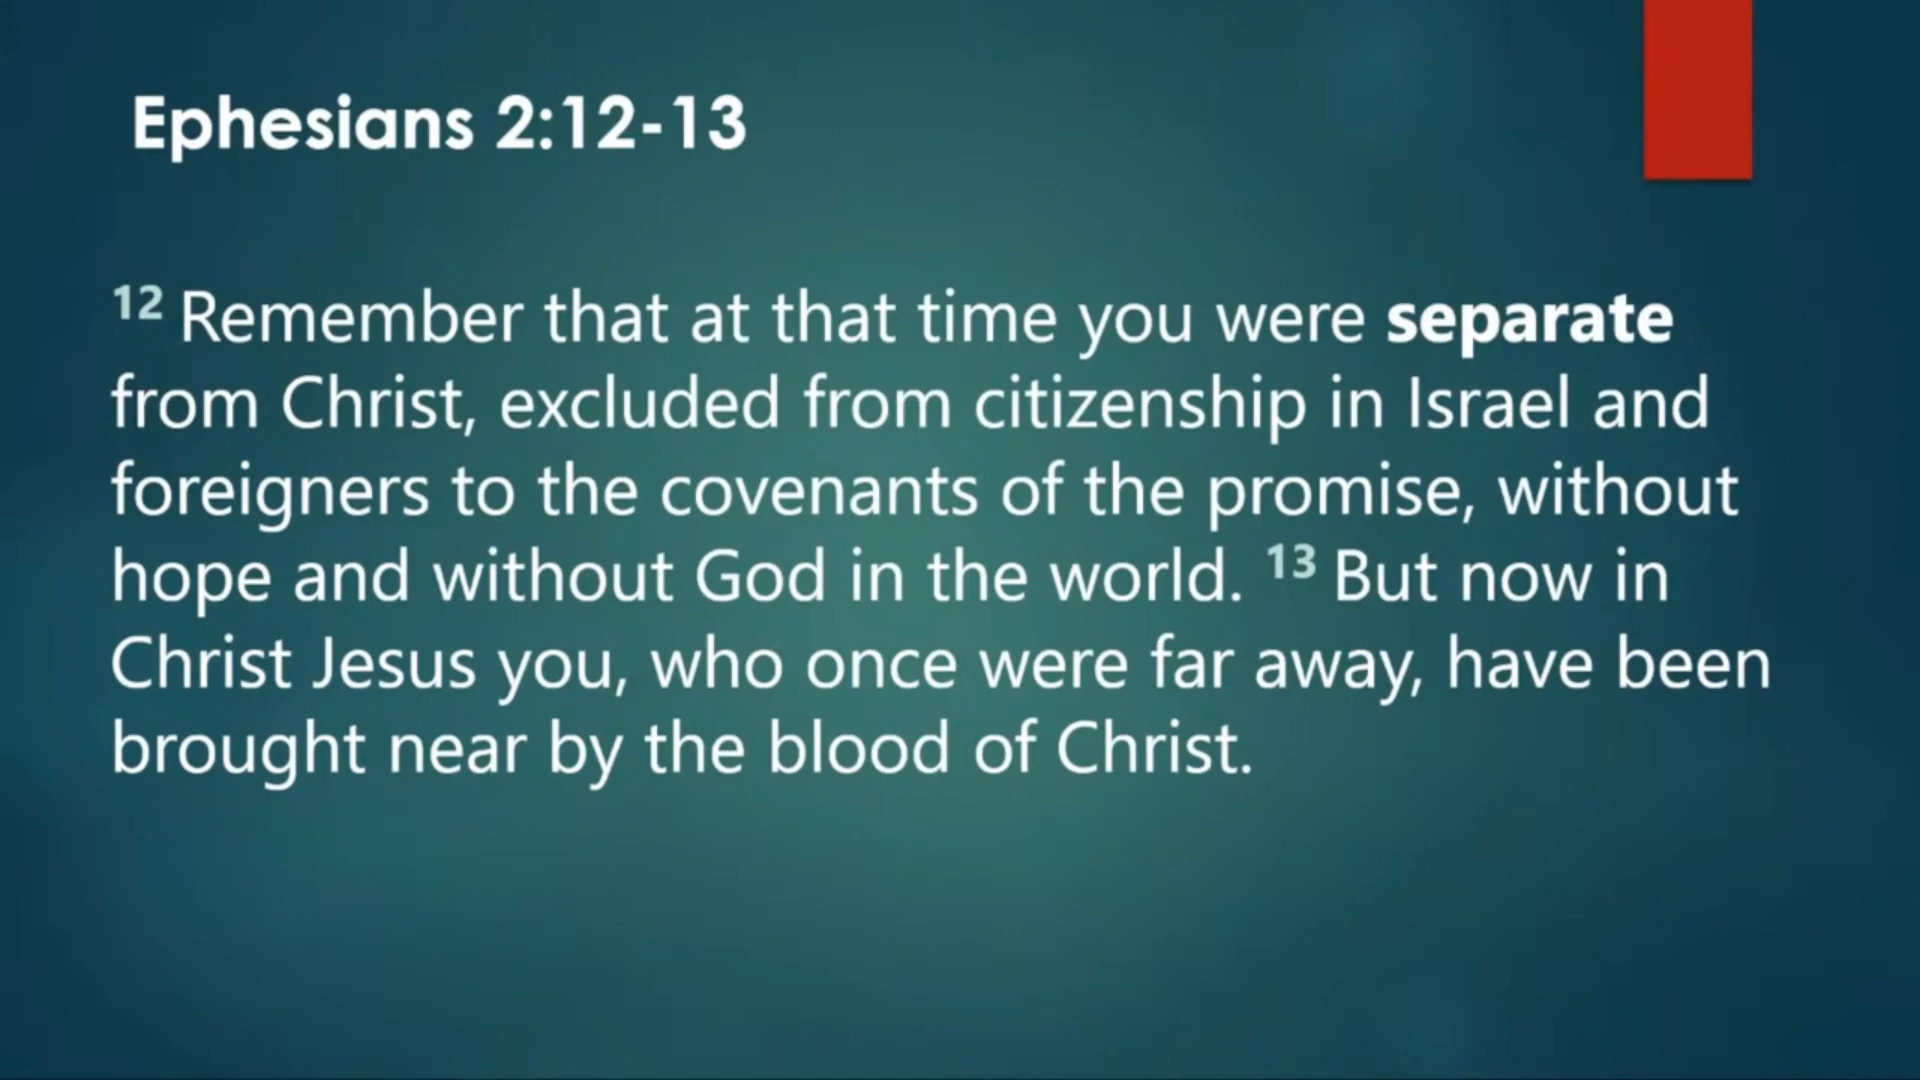 Ephesians 2:12-13
12 Remember that at that time you were separate
from Christ, excluded from citizenship in Israel and
foreigners to the covenants of the promise, without
hope and without God in the world. 13 But now in
Christ Jesus you, who once were far away, have been
brought near by the blood of Christ.